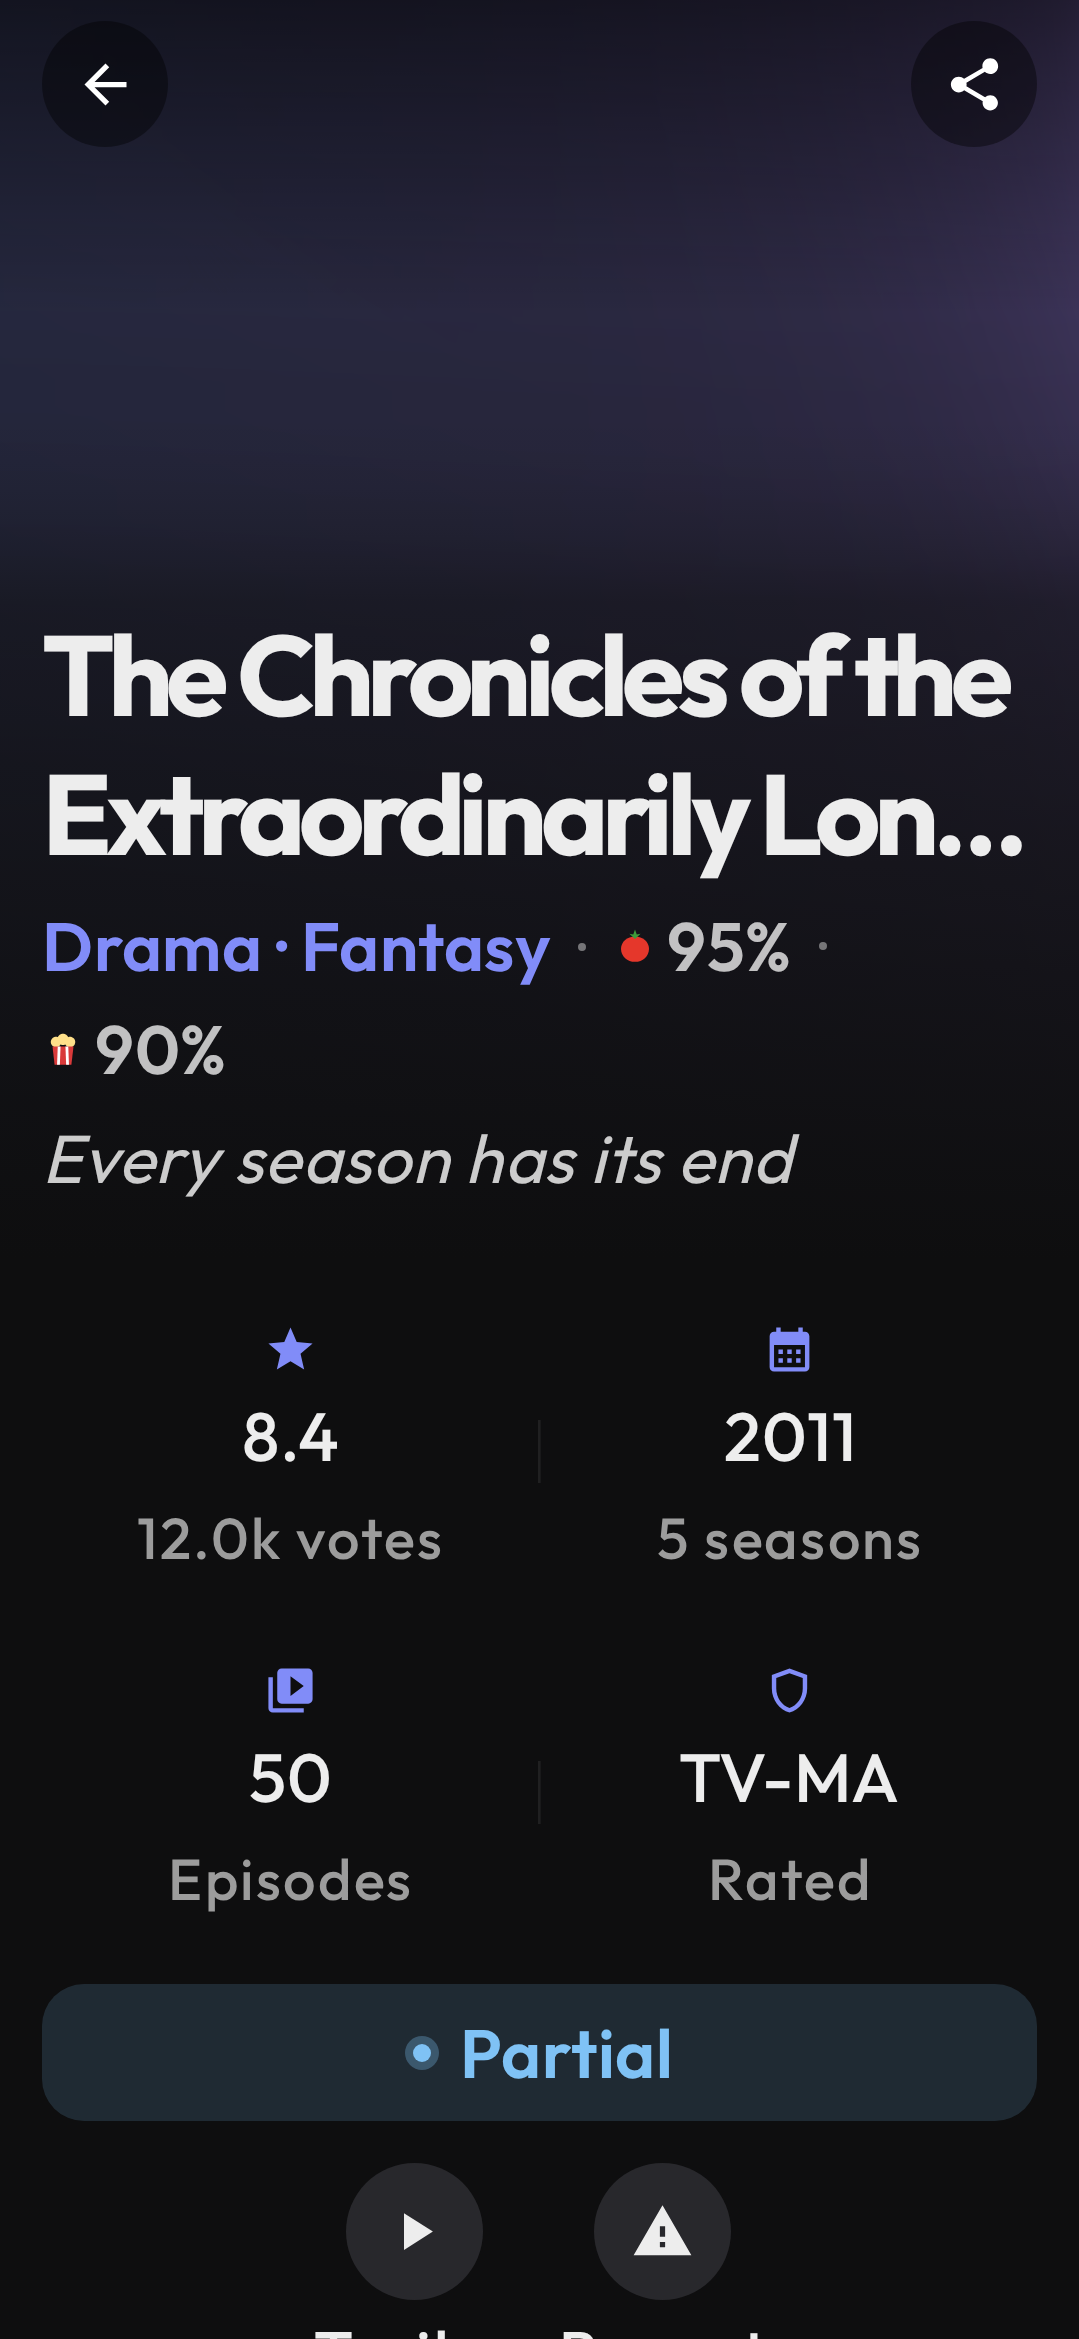 The Chronicles of the
Extraordinarily Lon...
Drama · Fantasy · 95% ·
90%
Every season has its end
8.4
2011
12.0k votes
5 seasons
50
TV-MA
Episodes
Rated
Partial